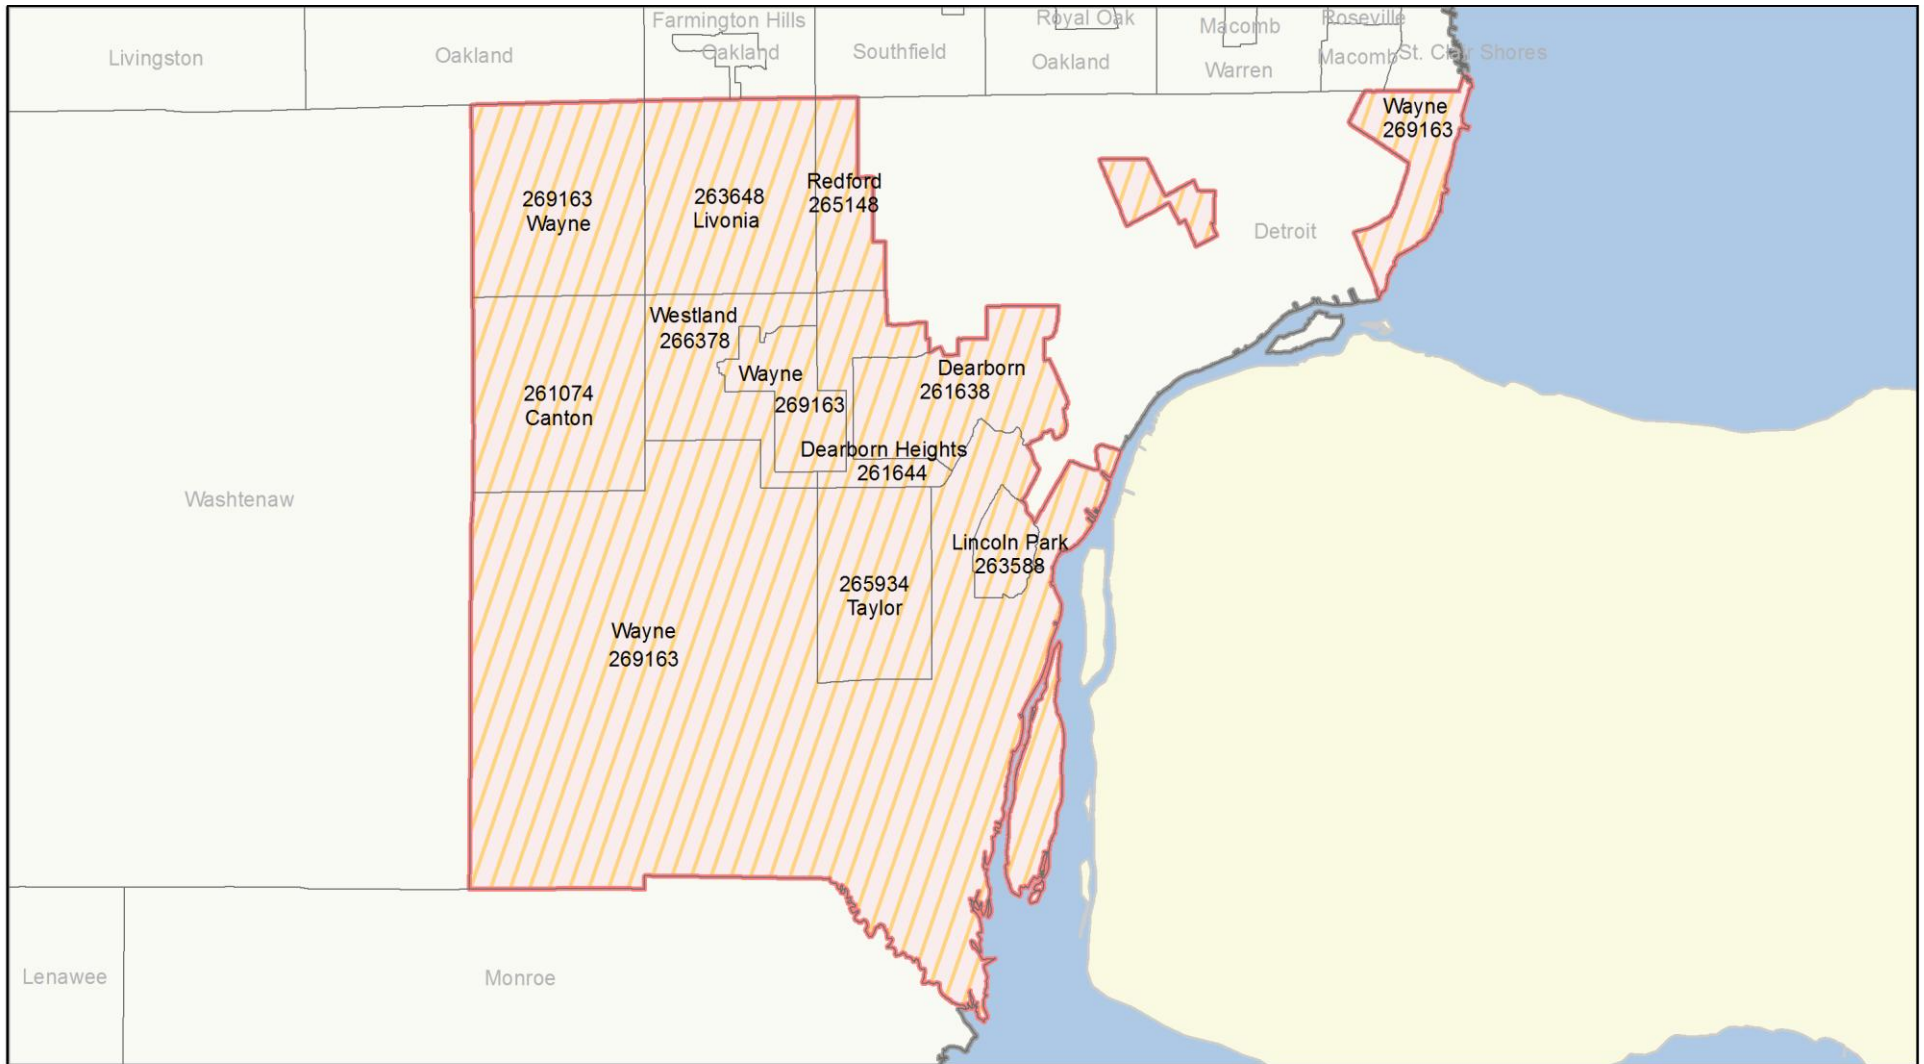 Farmington Hills
Royal Oak
Macomb
Roseville
Livingston
Oakland
Oakland
Southfield
Oakland
Warren
Macomb
St. Clair Shores
Wayne
269163
269163
Wayne
263648
Livonia
Redford
265148
Detroit
Westland
266378
Wayne
269163
Dearborn
261638
261074
Canton
Dearborn Heights
261644
Washtenaw
Lincoln Park
263588
265934
Taylor
Wayne
269163
Lenawee
Monroe